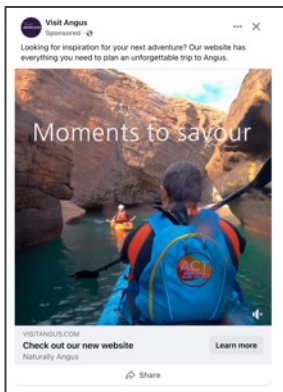 Visit Angus
Sponsored ·
Looking for inspiration for your next adventure? Our website has
everything you need to plan an unforgettable trip to Angus.
Moments to savour
ACT
VISITANGUS.COM
Check out our new website
Learn more
Naturally Angus
Share